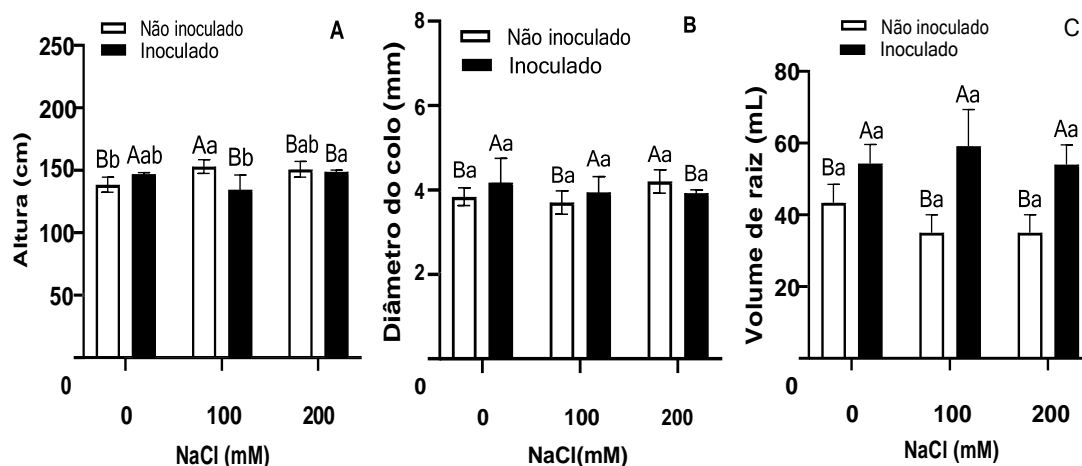 Não inoculado
Inoculado
A
250
200
150
100
50
0
Altura (cm)
Bb Aab Aa Bb Bab Ba
0 100 200
NaCl (mM)
Não inoculado
Inoculado
B
8
6
4
2
0
Diâmetro do colo (mm)
Ba Aa Ba Aa Aa Ba
0 100 200
NaCl(mM)
Não inoculado
Inoculado
C
80
60
40
20
0
Volume de raiz (mL)
Ba Aa Ba Aa Ba Aa
0 100 200
NaCl (mM)